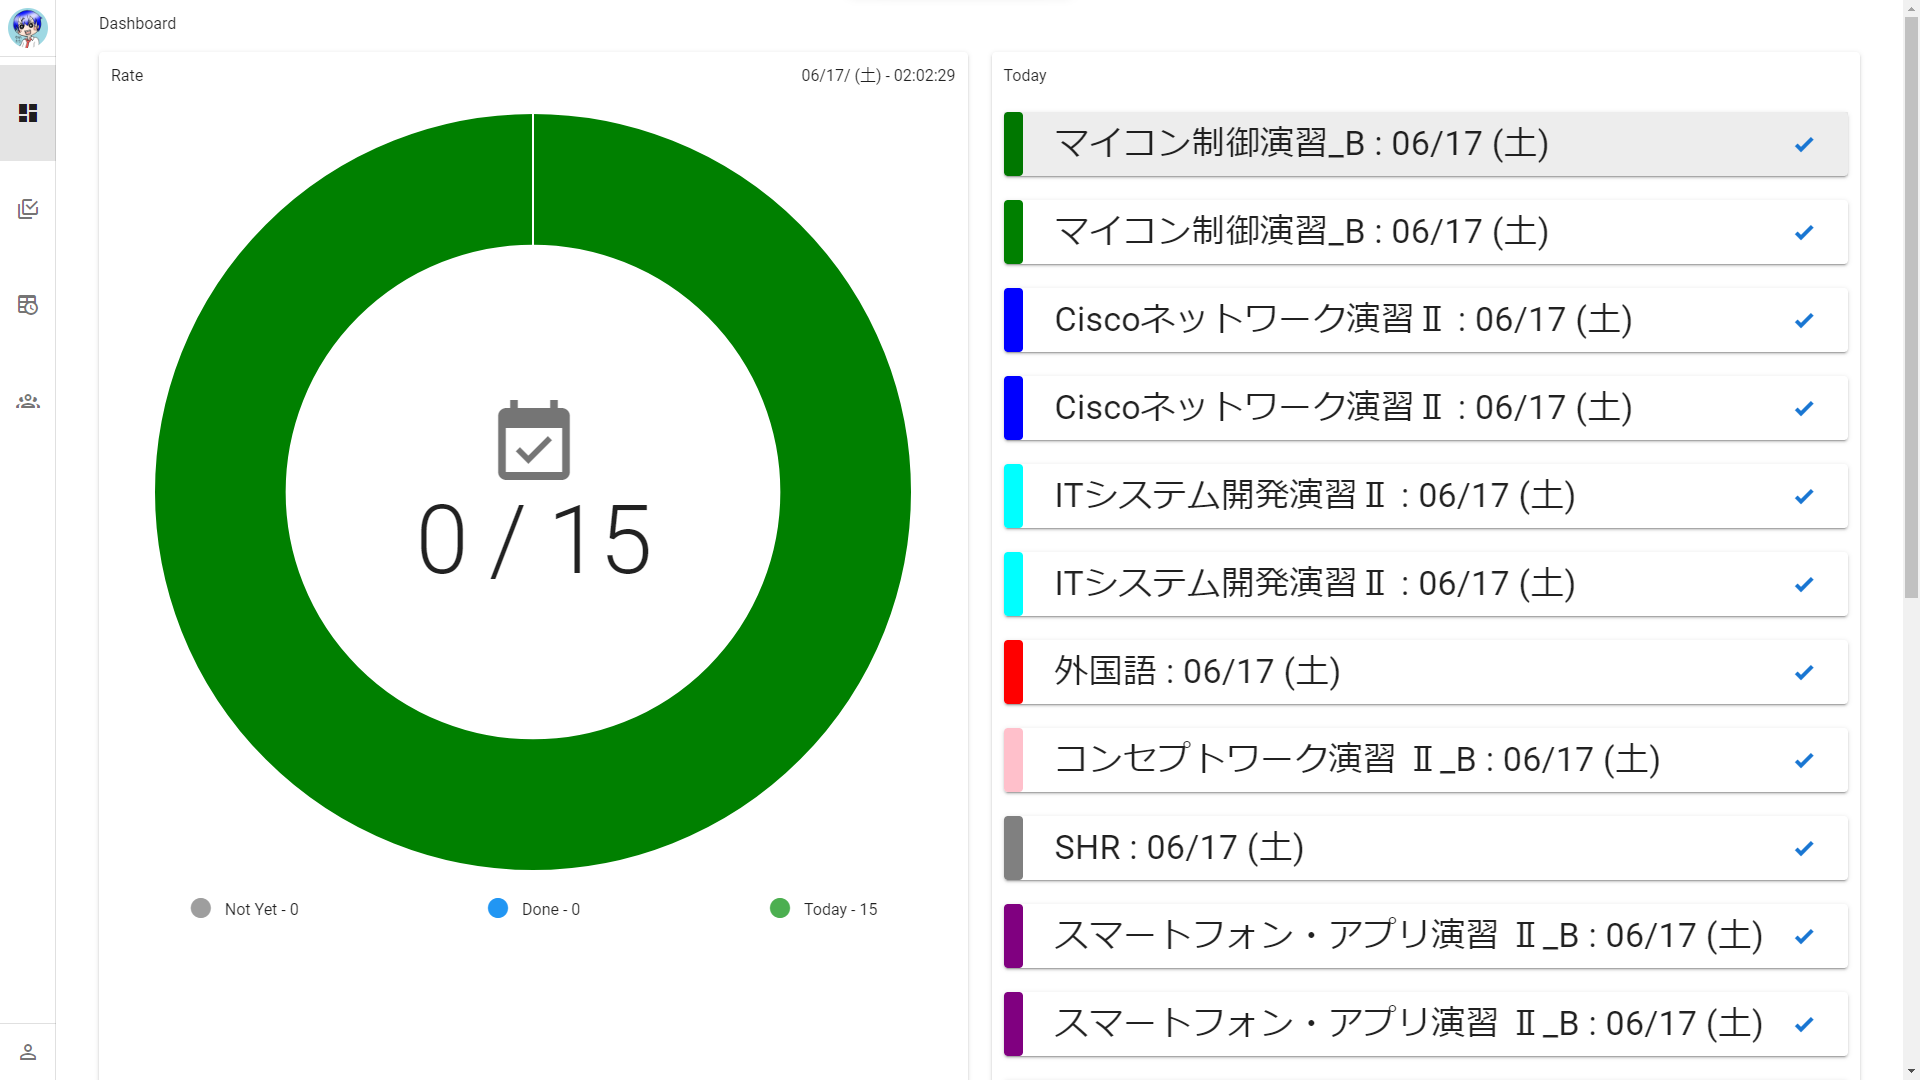 Dashboard
Rate
06/17/ (土) - 02:02:29
0 / 15
Not Yet - 0
Done - 0
Today - 15
Today
マイコン制御演習_B : 06/17 (土)
マイコン制御演習_B : 06/17 (土)
Ciscoネットワーク演習Ⅱ : 06/17 (土)
Ciscoネットワーク演習Ⅱ : 06/17 (土)
ITシステム開発演習Ⅱ : 06/17 (土)
ITシステム開発演習Ⅱ : 06/17 (土)
外国語 : 06/17 (土)
コンセプトワーク演習 Ⅱ_B : 06/17 (土)
SHR : 06/17 (土)
スマートフォン・アプリ演習 Ⅱ_B : 06/17 (土)
スマートフォン・アプリ演習 Ⅱ_B : 06/17 (土)